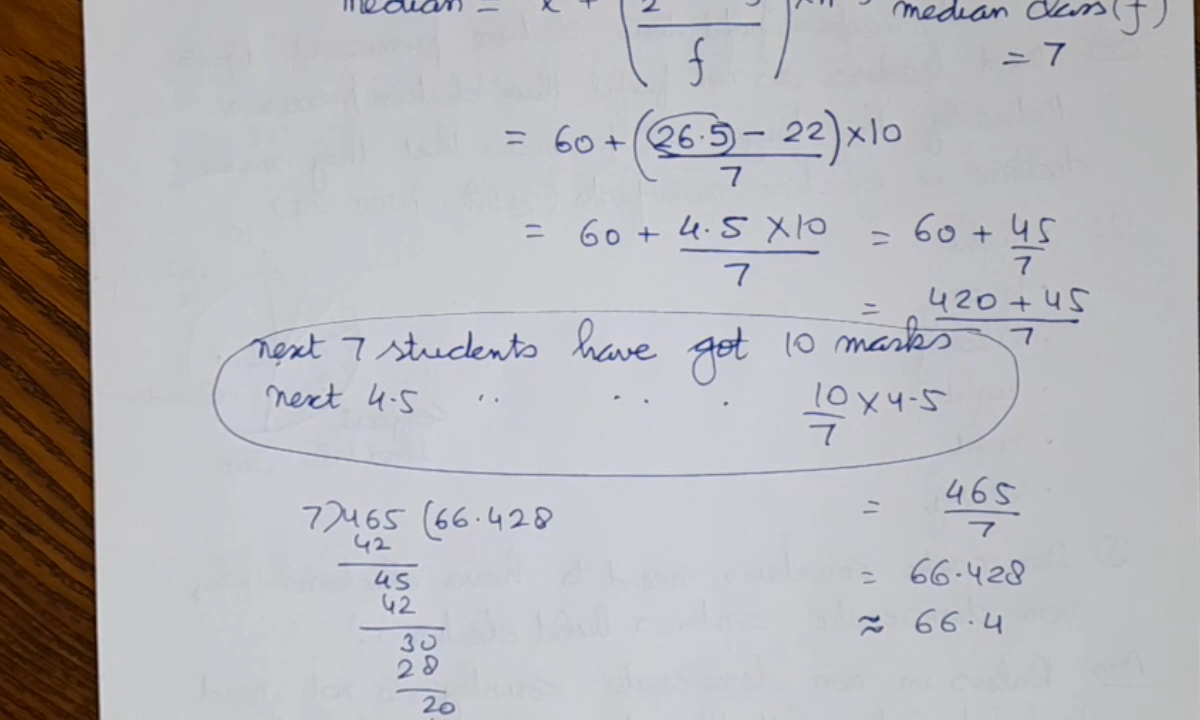 median = x + ( 2 ) median class (f)
f = 7
= 60 + (26.5 - 22) × 10
7
= 60 + 4.5 × 10 = 60 + 45
7 7
= 420 + 45
7
next 7 students have got 10 marks
next 4.5 .. .. . 10/7 × 4.5
7)465(66.428 = 465/7
42
45 = 66.428
42 ≈ 66.4
30
28
20